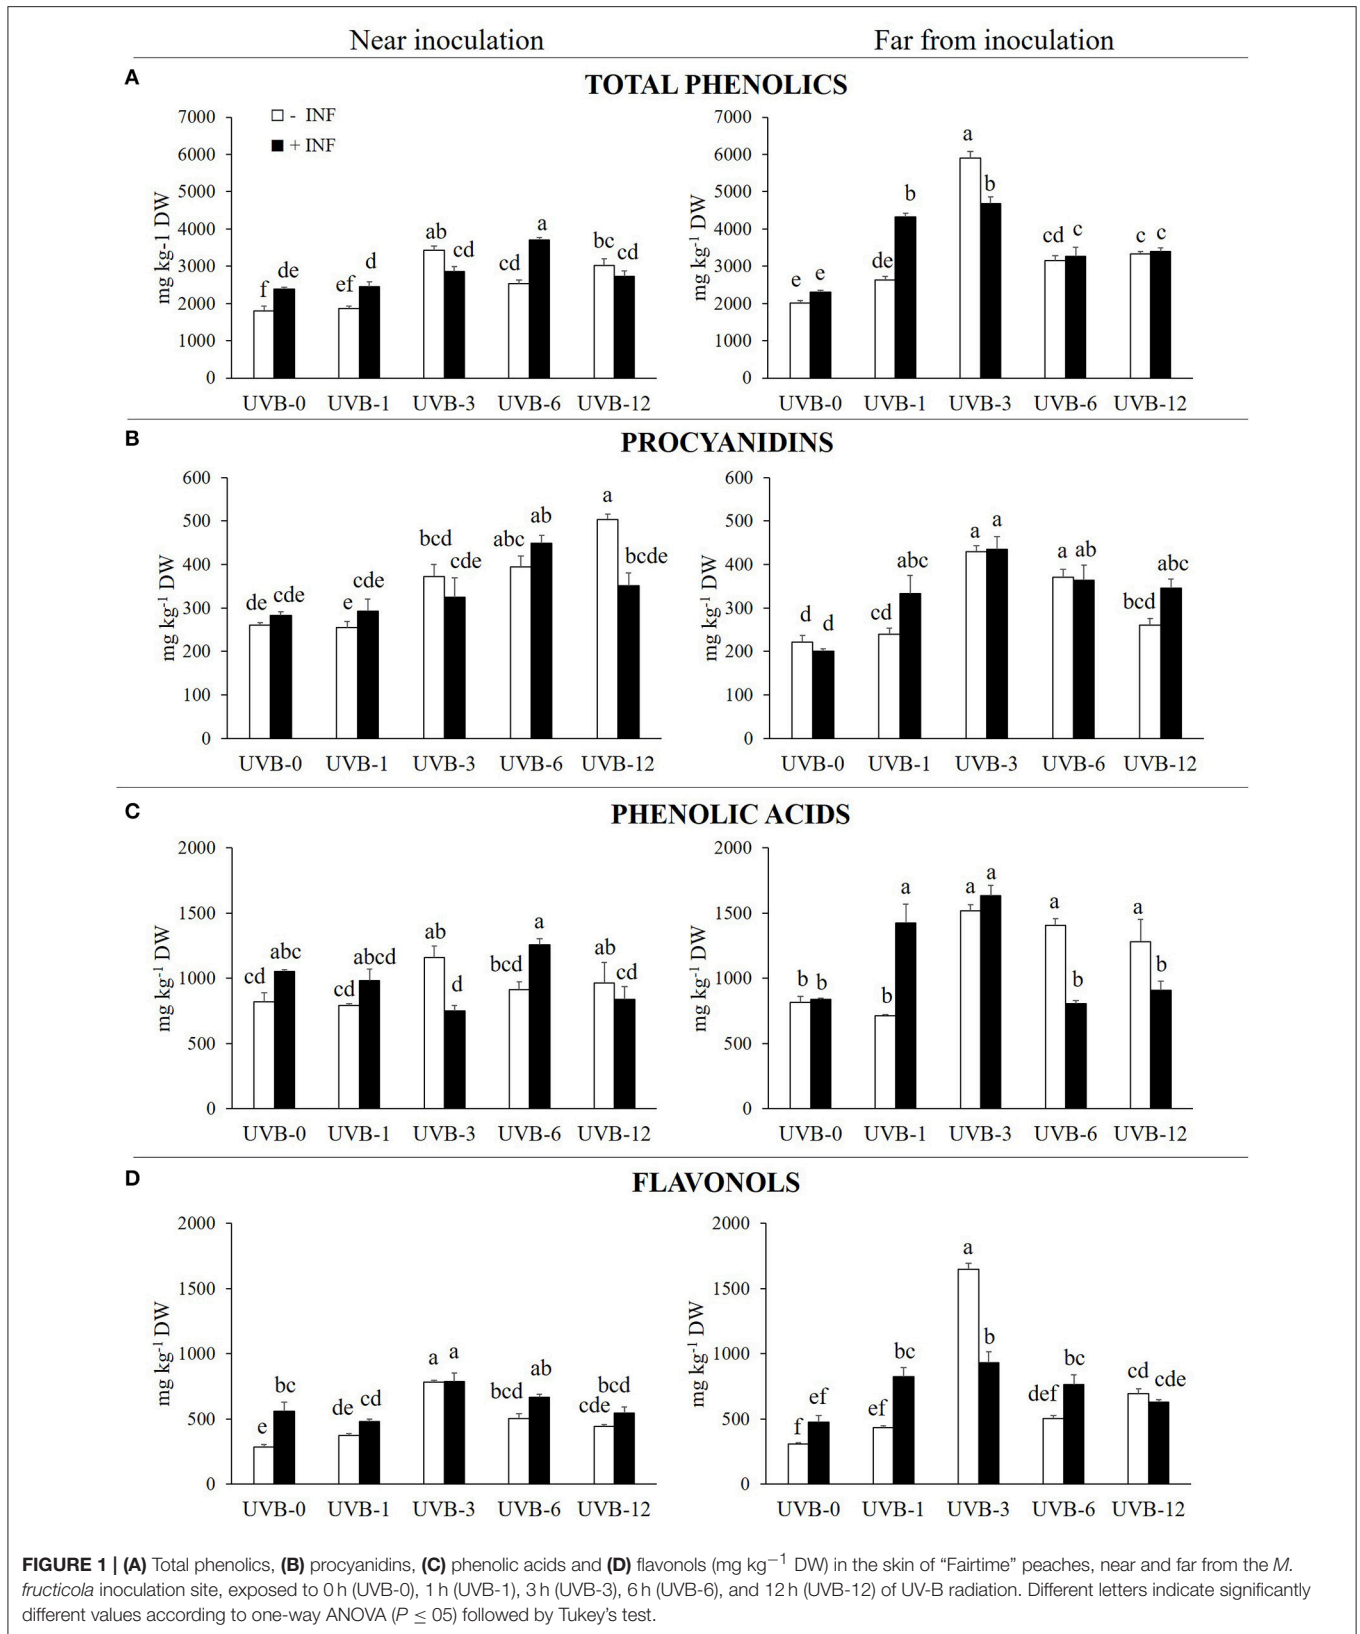 Near inoculation Far from inoculation
A
TOTAL PHENOLICS
- INF
+ INF
mg kg-1 DW
7000
6000
5000
4000
3000
2000
1000
0
f de ef d ab cd cd a bc cd
UVB-0 UVB-1 UVB-3 UVB-6 UVB-12
mg kg⁻¹ DW
7000
6000
5000
4000
3000
2000
1000
0
e e de b a b cd c c c
UVB-0 UVB-1 UVB-3 UVB-6 UVB-12
B
PROCYANIDINS
mg kg⁻¹ DW
600
500
400
300
200
100
0
de cde e cde bcd cde abc ab a bcde
UVB-0 UVB-1 UVB-3 UVB-6 UVB-12
mg kg⁻¹ DW
600
500
400
300
200
100
0
d d cd abc a a a ab bcd abc
UVB-0 UVB-1 UVB-3 UVB-6 UVB-12
C
PHENOLIC ACIDS
mg kg⁻¹ DW
2000
1500
1000
500
0
cd abc cd abcd ab d bcd a ab cd
UVB-0 UVB-1 UVB-3 UVB-6 UVB-12
mg kg⁻¹ DW
2000
1500
1000
500
0
b b b a a a a b a b
UVB-0 UVB-1 UVB-3 UVB-6 UVB-12
D
FLAVONOLS
mg kg⁻¹ DW
2000
1500
1000
500
0
e bc de cd a a bcd ab cde bcd
UVB-0 UVB-1 UVB-3 UVB-6 UVB-12
mg kg⁻¹ DW
2000
1500
1000
500
0
f ef ef bc a b def bc cd cde
UVB-0 UVB-1 UVB-3 UVB-6 UVB-12
FIGURE 1 | (A) Total phenolics, (B) procyanidins, (C) phenolic acids and (D) flavonols (mg kg⁻¹ DW) in the skin of “Fairtime” peaches, near and far from the M.
fructicola inoculation site, exposed to 0 h (UVB-0), 1 h (UVB-1), 3 h (UVB-3), 6 h (UVB-6), and 12 h (UVB-12) of UV-B radiation. Different letters indicate significantly
different values according to one-way ANOVA (P ≤ 05) followed by Tukey’s test.